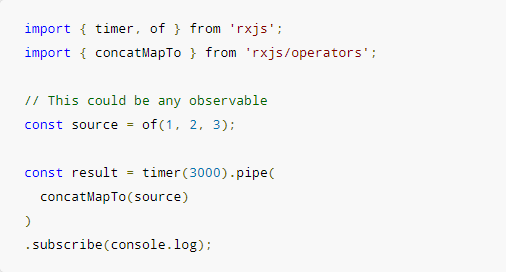 import { timer, of } from 'rxjs';
import { concatMapTo } from 'rxjs/operators';
// This could be any observable
const source = of(1, 2, 3);
const result = timer(3000).pipe(
concatMapTo(source)
)
.subscribe(console.log);